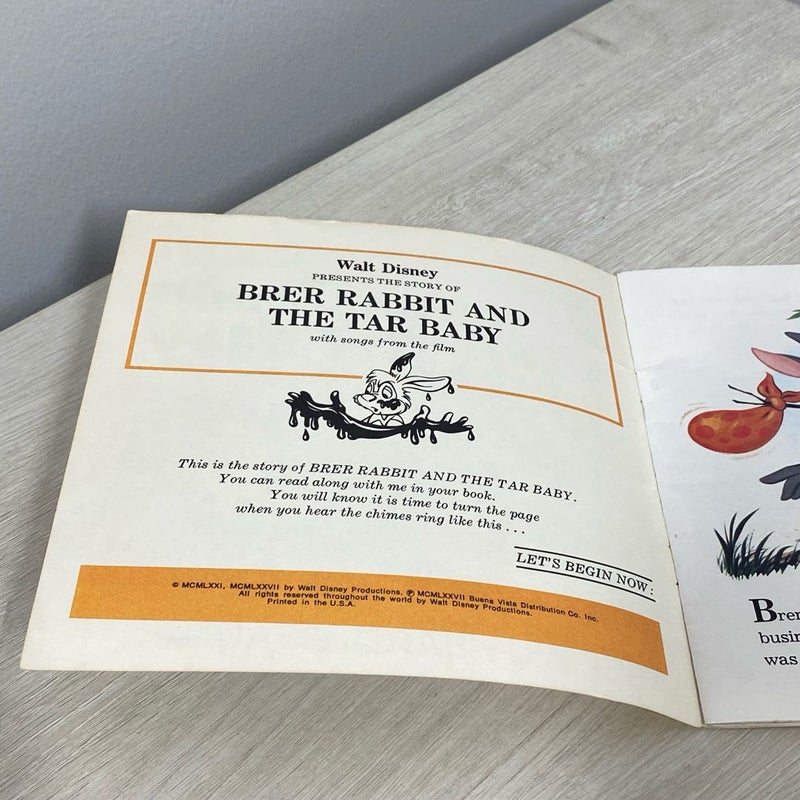 Walt Disney
PRESENTS THE STORY OF
BRER RABBIT AND
THE TAR BABY
with songs from the film
This is the story of BRER RABBIT AND THE TAR BABY.
You can read along with me in your book.
You will know it is time to turn the page
when you hear the chimes ring like this . . .
LET'S BEGIN NOW:
© MCMLXXI, MCMLXXVII by Walt Disney Productions. ℗ MCMLXXVII Buena Vista Distribution Co. Inc.
All rights reserved throughout the world by Walt Disney Productions.
Printed in the U.S.A.
Brer
busin
was